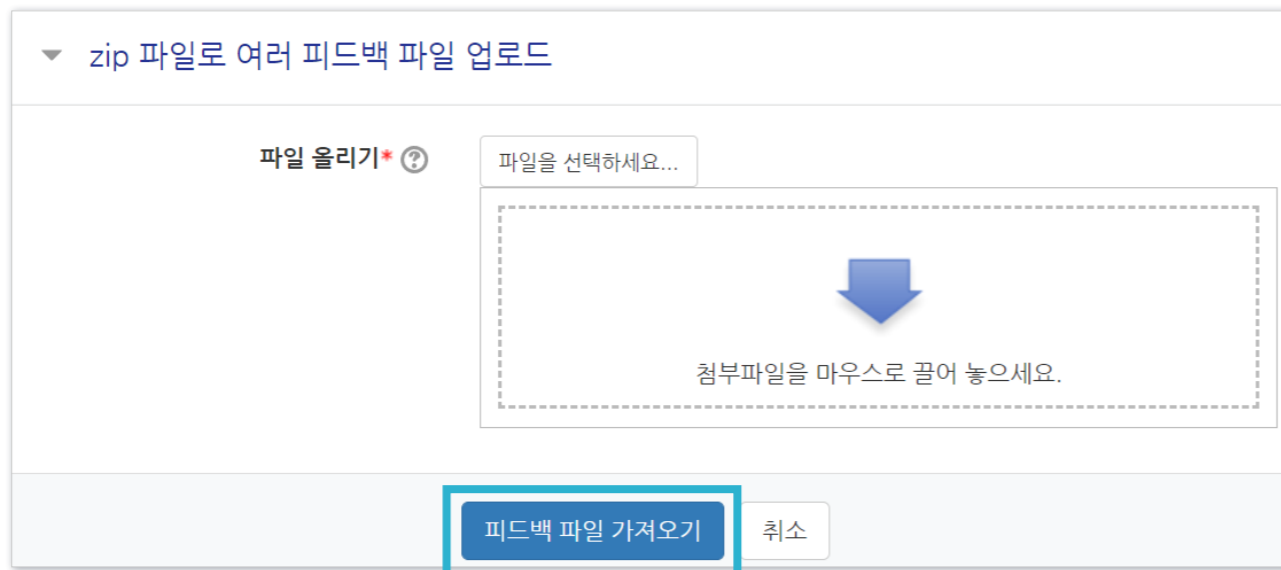 zip 파일로 여러 피드백 파일 업로드
파일 올리기*
파일을 선택하세요...
첨부파일을 마우스로 끌어 놓으세요.
피드백 파일 가져오기 취소